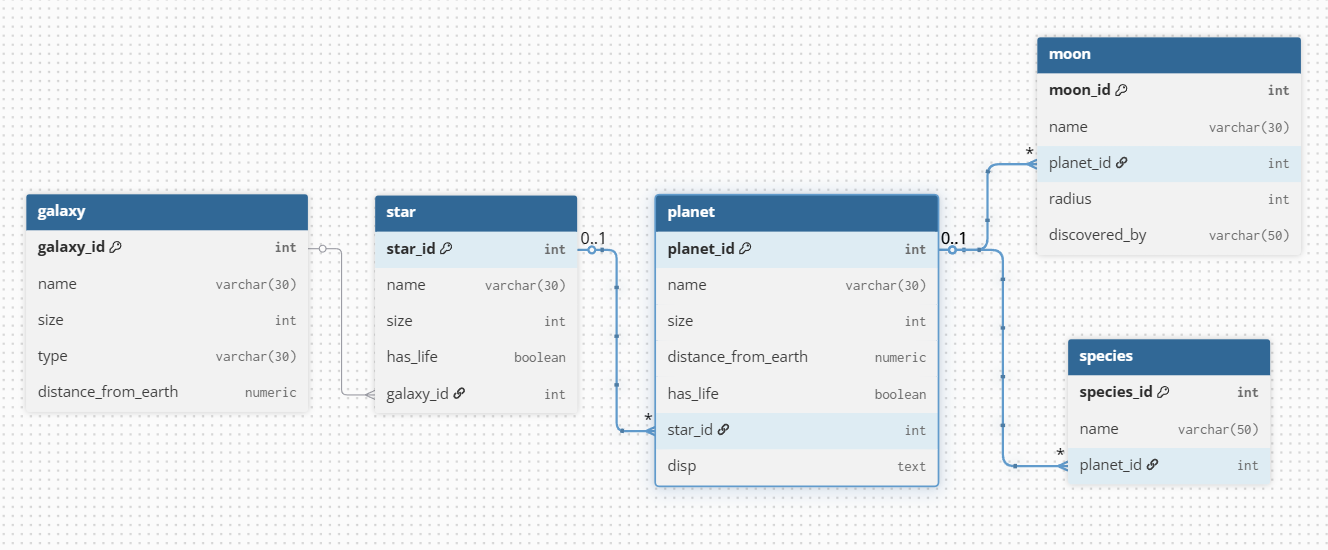 galaxy
galaxy_id int
name varchar(30)
size int
type varchar(30)
distance_from_earth numeric
star
star_id int
name varchar(30)
size int
has_life boolean
galaxy_id int
0..1
*
planet
planet_id int
name varchar(30)
size int
distance_from_earth numeric
has_life boolean
star_id int
disp text
0..1
*
*
moon
moon_id int
name varchar(30)
planet_id int
radius int
discovered_by varchar(50)
species
species_id int
name varchar(50)
planet_id int